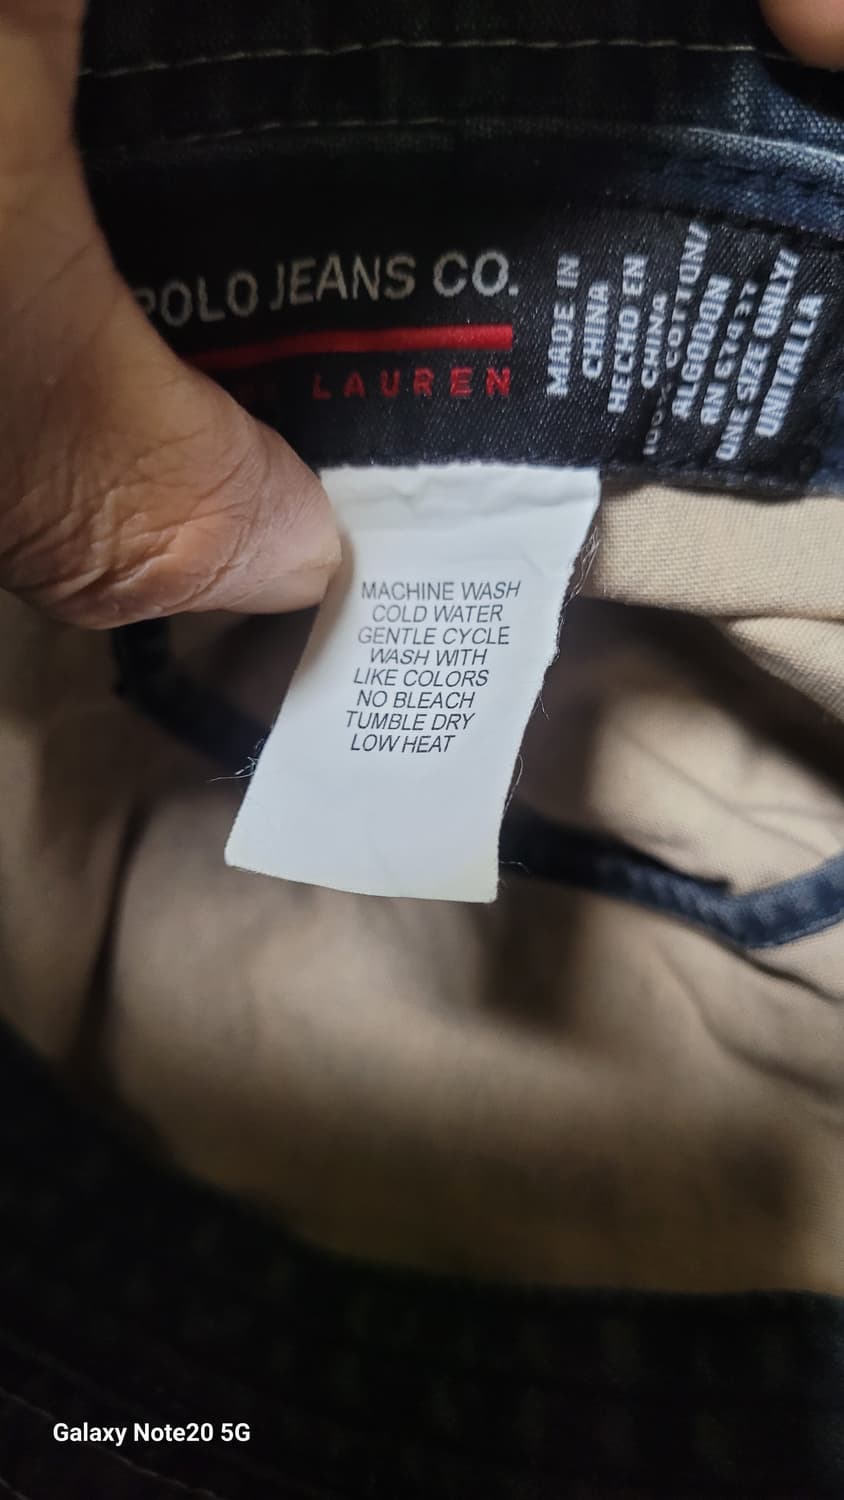 POLO JEANS CO.
LAUREN
MADE IN
CHINA
HECHO EN
CHINA
100% COTTON/
ALGODON
ONE SIZE ONLY/
UNITALLA
MACHINE WASH
COLD WATER
GENTLE CYCLE
WASH WITH
LIKE COLORS
NO BLEACH
TUMBLE DRY
LOW HEAT
Galaxy Note20 5G